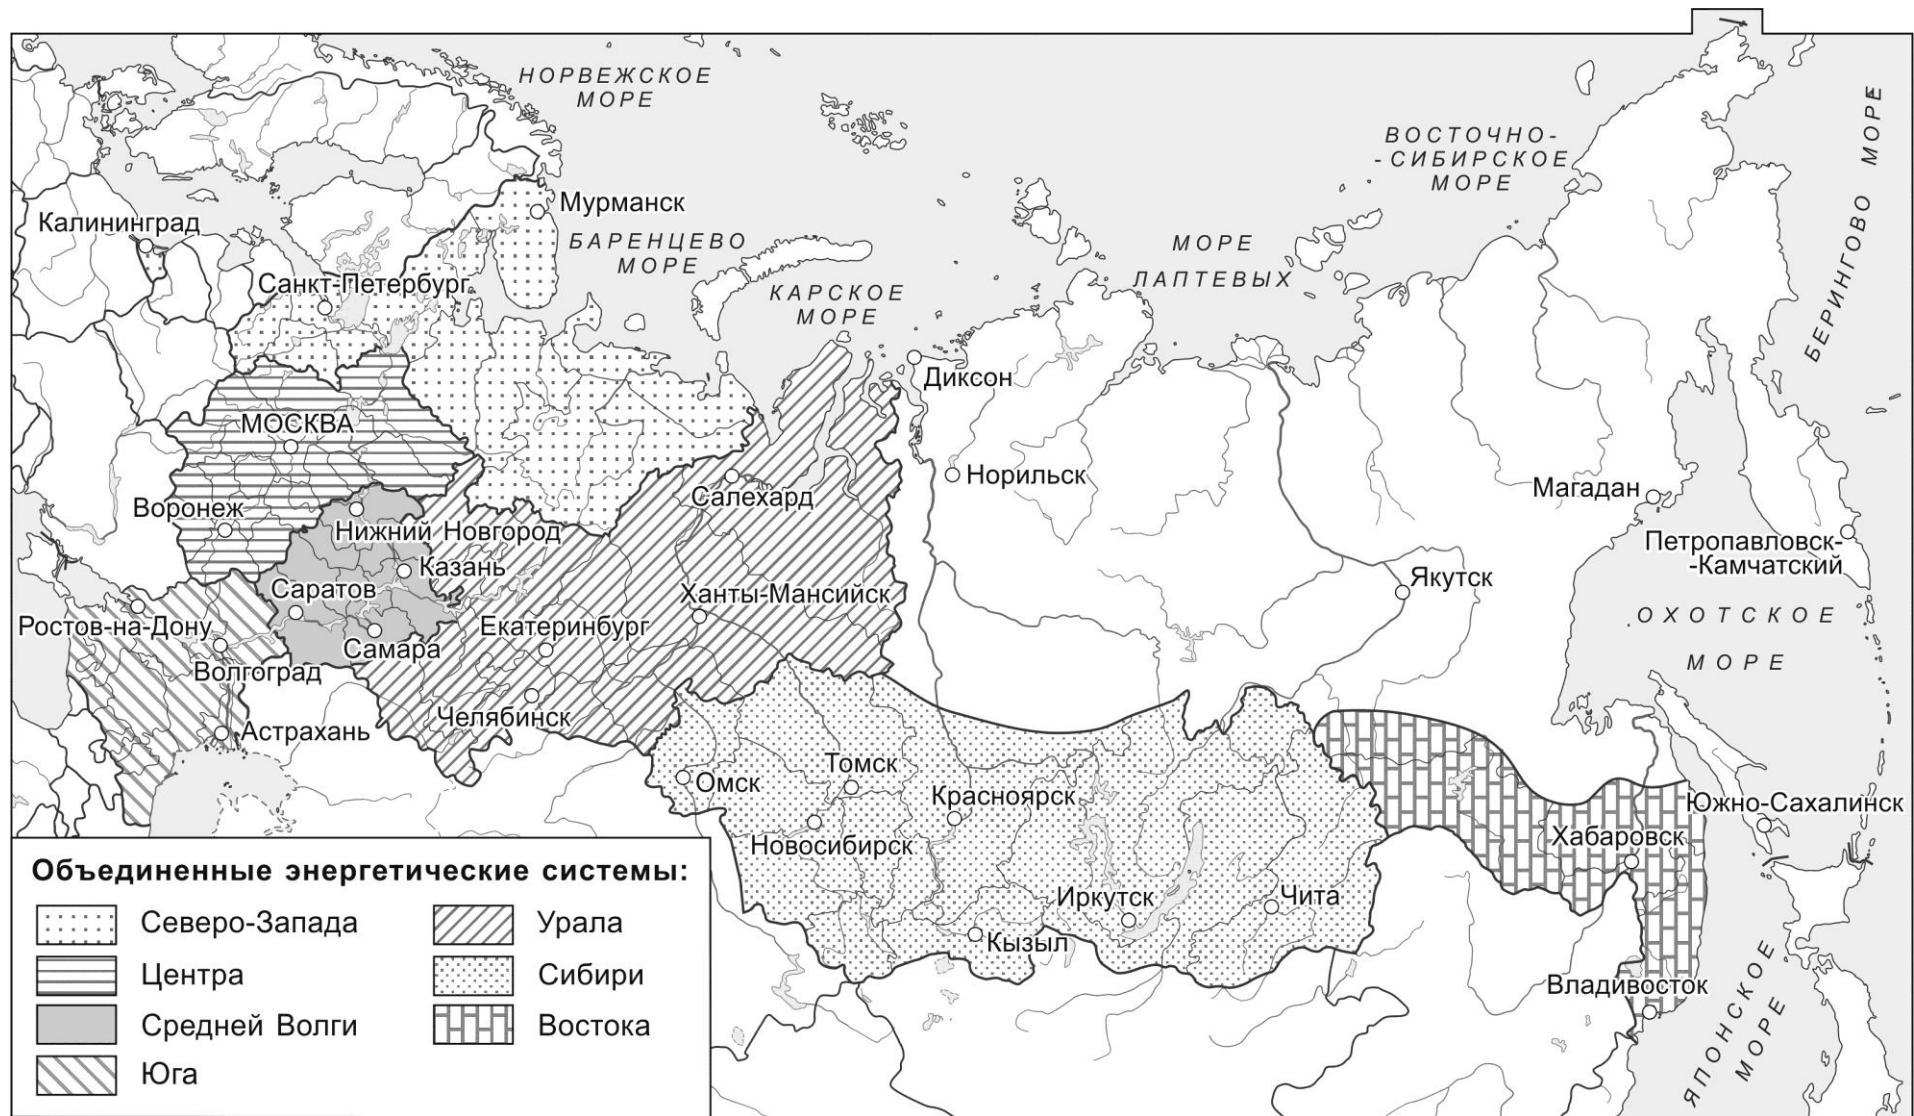 НОРВЕЖСКОЕ
МОРЕ
ВОСТОЧНО-
-СИБИРСКОЕ
МОРЕ
БЕРИНГОВО МОРЕ
Мурманск
Калининград
БАРЕНЦЕВО
МОРЕ
МОРЕ
ЛАПТЕВЫХ
Санкт-Петербург
КАРСКОЕ
МОРЕ
Диксон
МОСКВА
Норильск
Салехард
Магадан
Воронеж
Нижний Новгород
Петропавловск-
-Камчатский
Казань
Якутск
Саратов
Ханты-Мансийск
ОХОТСКОЕ
МОРЕ
Ростов-на-Дону
Екатеринбург
Самара
Волгоград
Челябинск
Астрахань
Томск
Омск
Красноярск
Южно-Сахалинск
Новосибирск
Хабаровск
Иркутск
Чита
Кызыл
Владивосток
ЯПОНСКОЕ
МОРЕ
Объединенные энергетические системы:
Северо-Запада
Центра
Средней Волги
Юга
Урала
Сибири
Востока